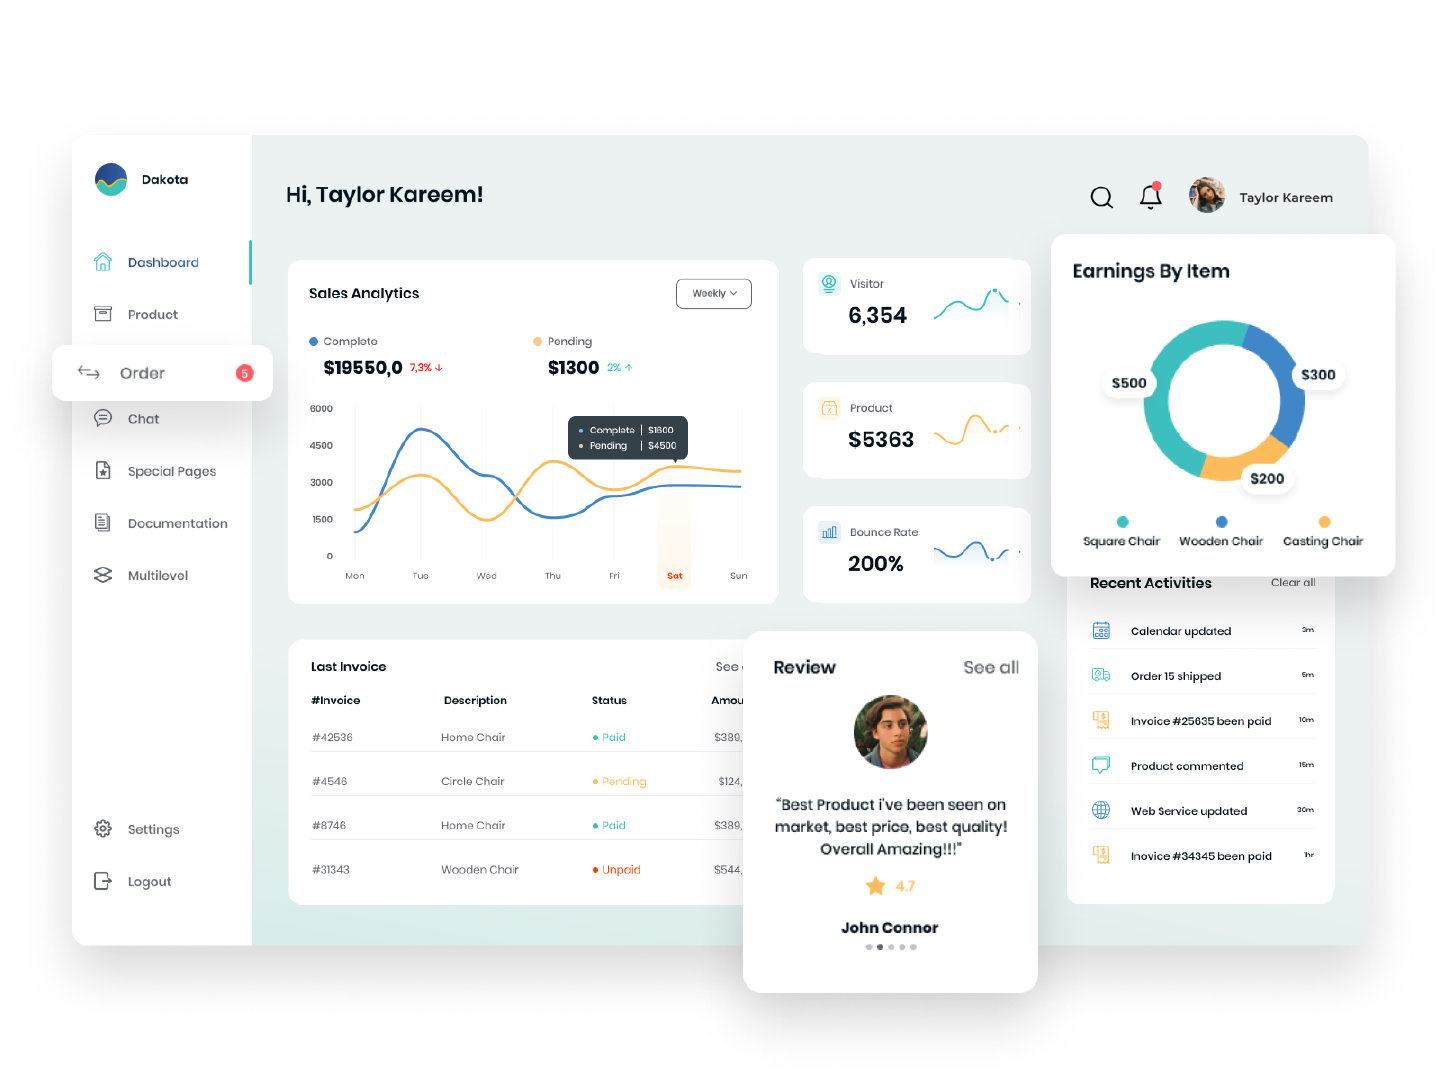 Dakota
Hi, Taylor Kareem!
Taylor Kareem
Dashboard
Product
Order 5
Chat
Special Pages
Documentation
Multilevel
Settings
Logout
Sales Analytics
Weekly
Complete
$19550,0 7,3%
Pending
$1300 2%
6000
4500
3000
1500
0
Complete | $1600
Pending | $4500
Mon Tue Wed Thu Fri Sat Sun
Visitor
6,354
Product
$5363
Bounce Rate
200%
Earnings By Item
$500
$300
$200
Square Chair Wooden Chair Casting Chair
Recent Activities Clear all
Calendar updated 3m
Order 15 shipped 5m
Invoice #25635 been paid 10m
Product commented 15m
Web Service updated 30m
Inovice #34345 been paid 1hr
Last Invoice See
#Invoice Description Status Amou
#42536 Home Chair Paid $389,
#4546 Circle Chair Pending $124,
#8746 Home Chair Paid $389,
#31343 Wooden Chair Unpaid $544,
Review See all
"Best Product i've been seen on
market, best price, best quality!
Overall Amazing!!!"
4.7
John Connor